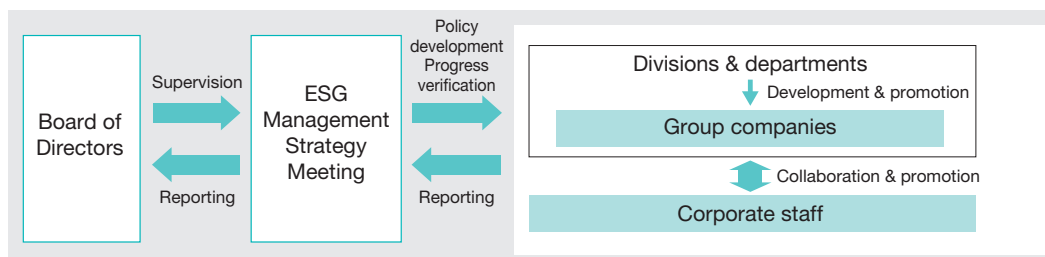 Board of
Directors
Supervision
Reporting
ESG
Management
Strategy
Meeting
Policy
development
Progress
verification
Reporting
Divisions & departments
Development & promotion
Group companies
Collaboration & promotion
Corporate staff